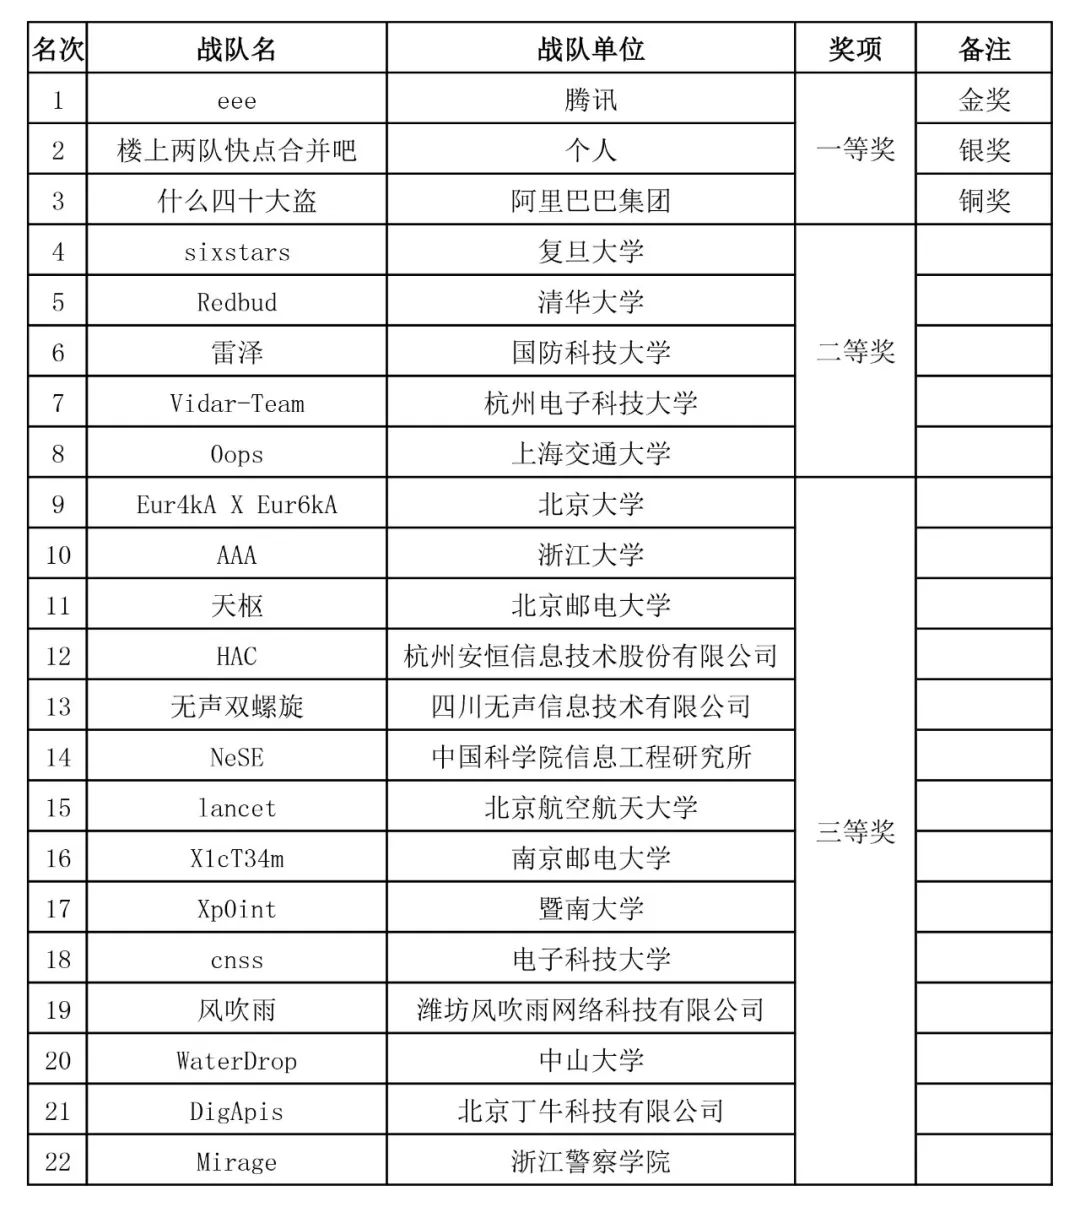 名次 战队名 战队单位 奖项 备注
1 eee 腾讯 一等奖 金奖
2 楼上两队快点合并吧 个人 银奖
3 什么四十大盗 阿里巴巴集团 铜奖
4 sixstars 复旦大学 二等奖
5 Redbud 清华大学
6 雷泽 国防科技大学
7 Vidar-Team 杭州电子科技大学
8 0ops 上海交通大学
9 Eur4kA X Eur6kA 北京大学 三等奖
10 AAA 浙江大学
11 天枢 北京邮电大学
12 HAC 杭州安恒信息技术股份有限公司
13 无声双螺旋 四川无声信息技术有限公司
14 NeSE 中国科学院信息工程研究所
15 lancet 北京航空航天大学
16 X1cT34m 南京邮电大学
17 Xp0int 暨南大学
18 cnss 电子科技大学
19 风吹雨 潍坊风吹雨网络科技有限公司
20 WaterDrop 中山大学
21 DigApis 北京丁牛科技有限公司
22 Mirage 浙江警察学院